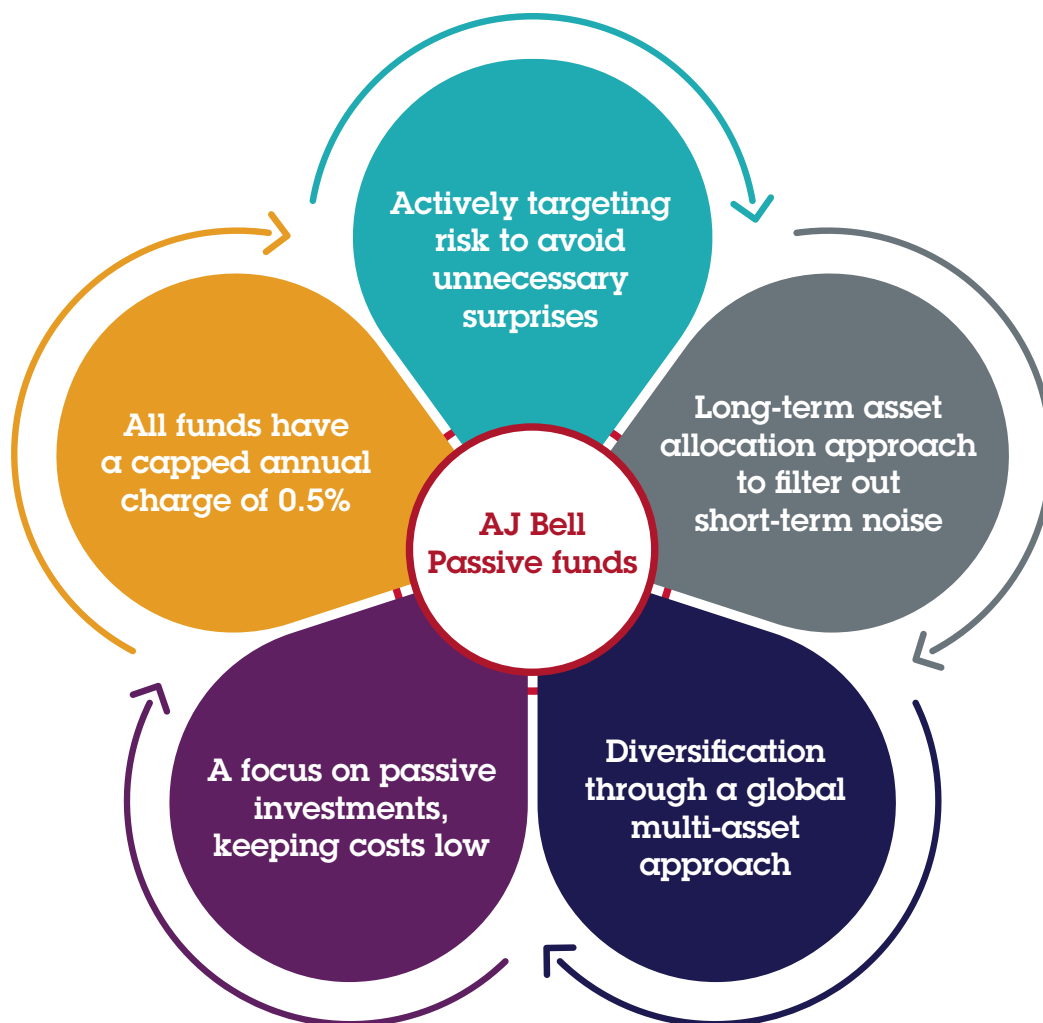 Actively targeting
risk to avoid
unnecessary
surprises
Long-term asset
allocation approach
to filter out
short-term noise
Diversification
through a global
multi-asset
approach
A focus on passive
investments,
keeping costs low
All funds have
a capped annual
charge of 0.5%
AJ Bell
Passive funds